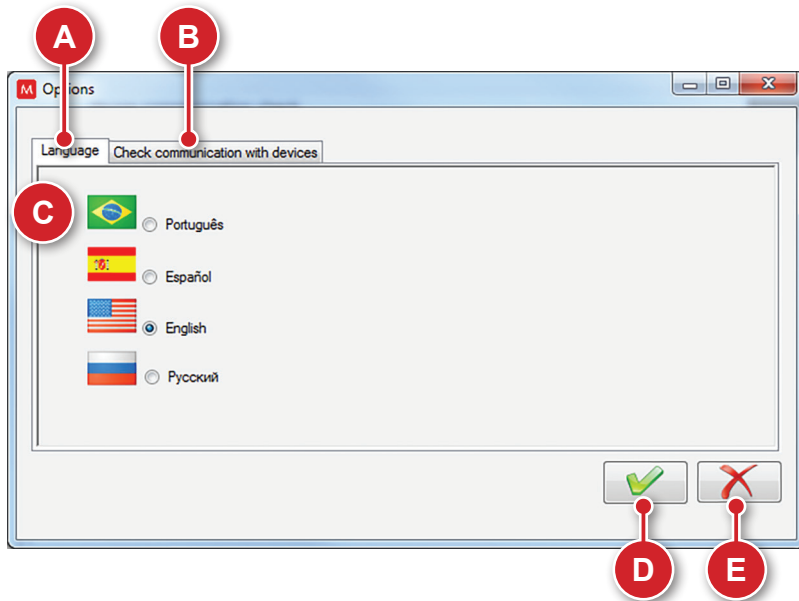 A B
M Options
Language Check communication with devices
C
Português
Español
English
Русский
D E